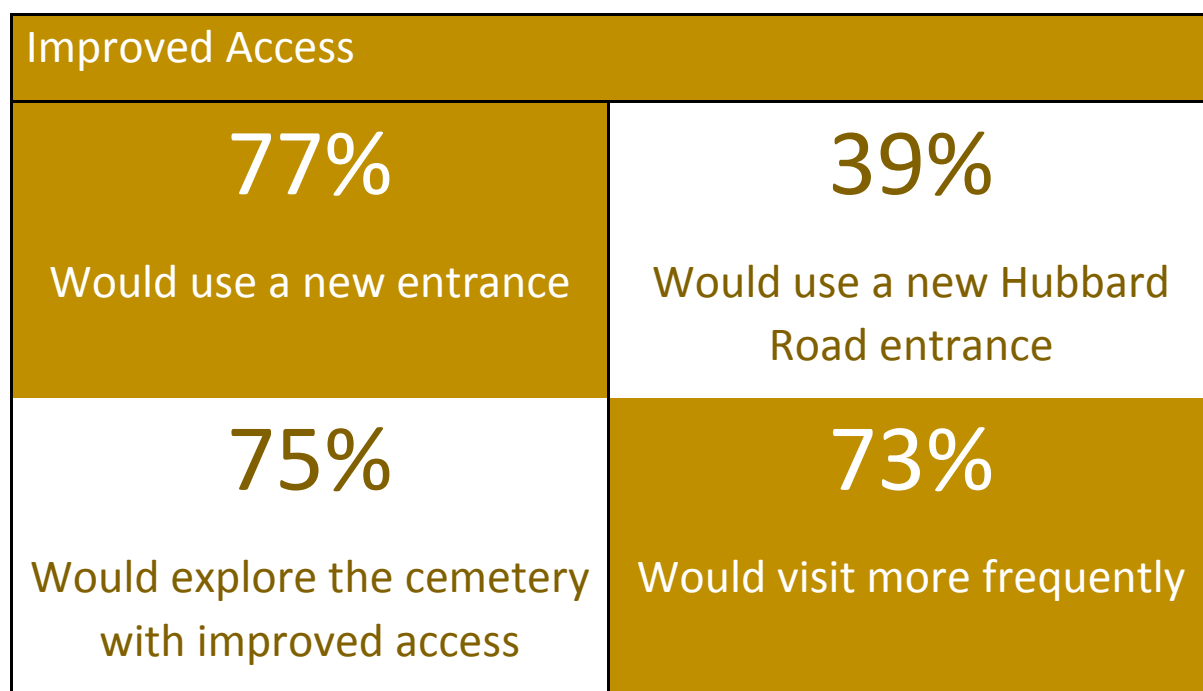 Improved Access
77%
Would use a new entrance
39%
Would use a new Hubbard
Road entrance
75%
Would explore the cemetery
with improved access
73%
Would visit more frequently